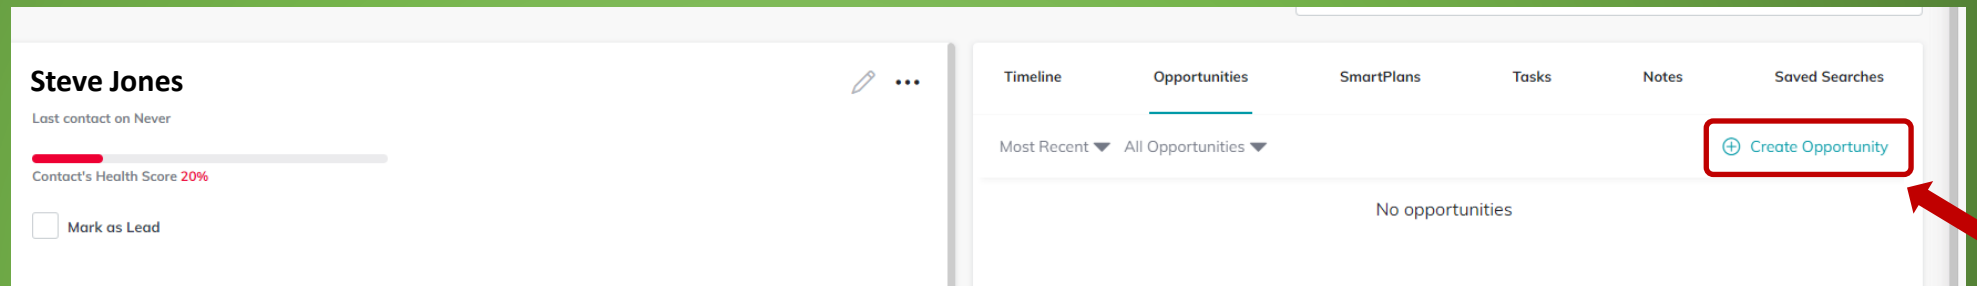 Steve Jones
Last contact on Never
Contact's Health Score 20%
Mark as Lead
Timeline Opportunities SmartPlans Tasks Notes Saved Searches
Most Recent All Opportunities Create Opportunity
No opportunities